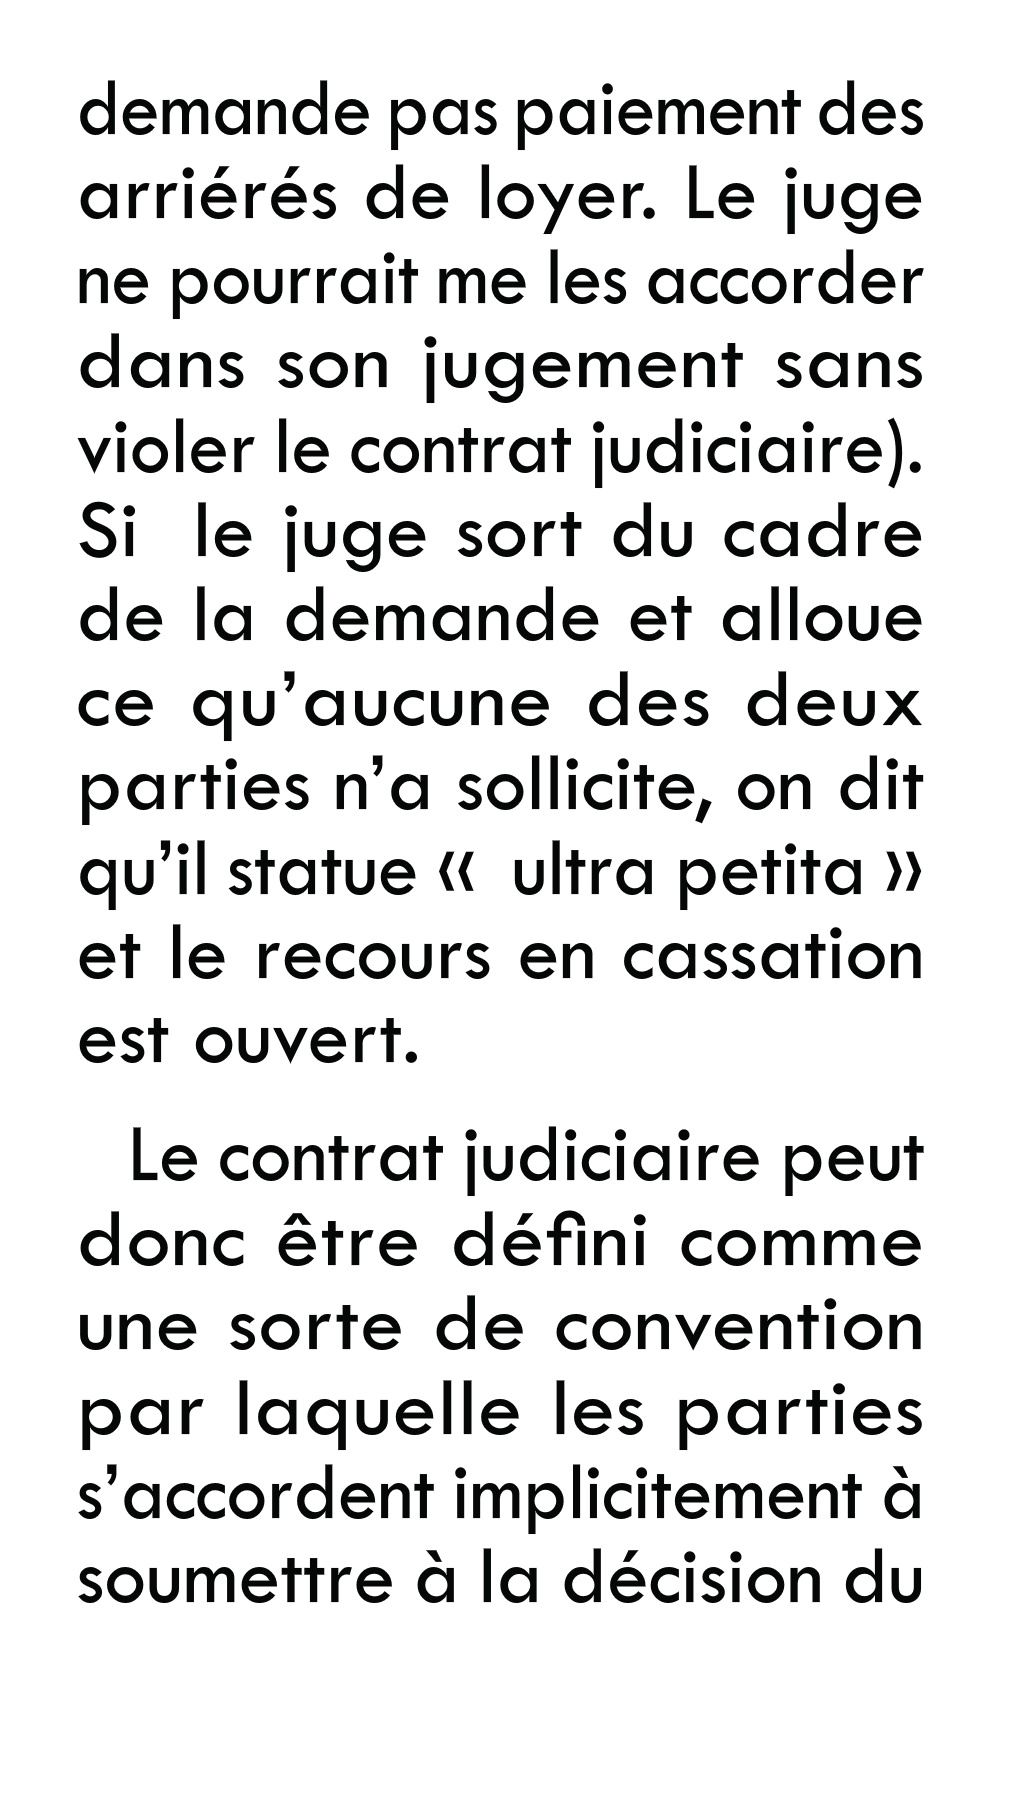 demande pas paiement des
arriérés de loyer. Le juge
ne pourrait me les accorder
dans son jugement sans
violer le contrat judiciaire).
Si le juge sort du cadre
de la demande et alloue
ce qu’aucune des deux
parties n’a sollicite, on dit
qu’il statue « ultra petita »
et le recours en cassation
est ouvert.
Le contrat judiciaire peut
donc être défini comme
une sorte de convention
par laquelle les parties
s’accordent implicitement à
soumettre à la décision du